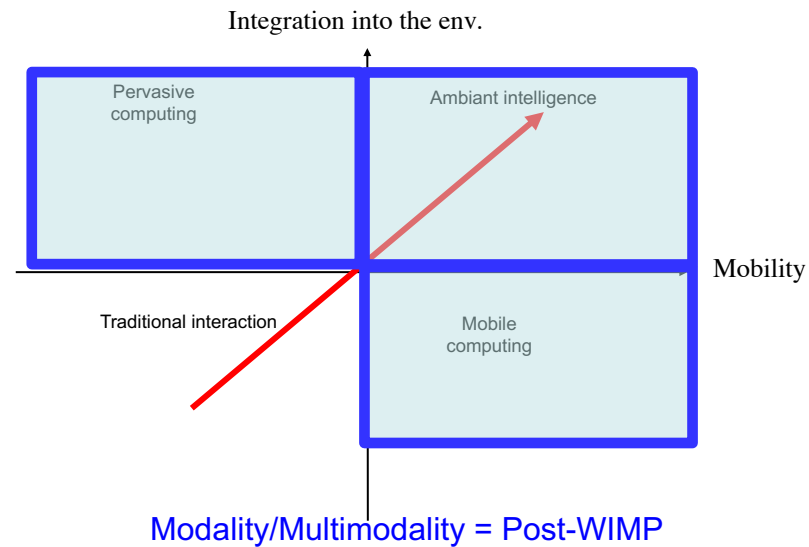 Integration into the env.
Pervasive
computing
Ambiant intelligence
Mobility
Traditional interaction
Mobile
computing
Modality/Multimodality = Post-WIMP